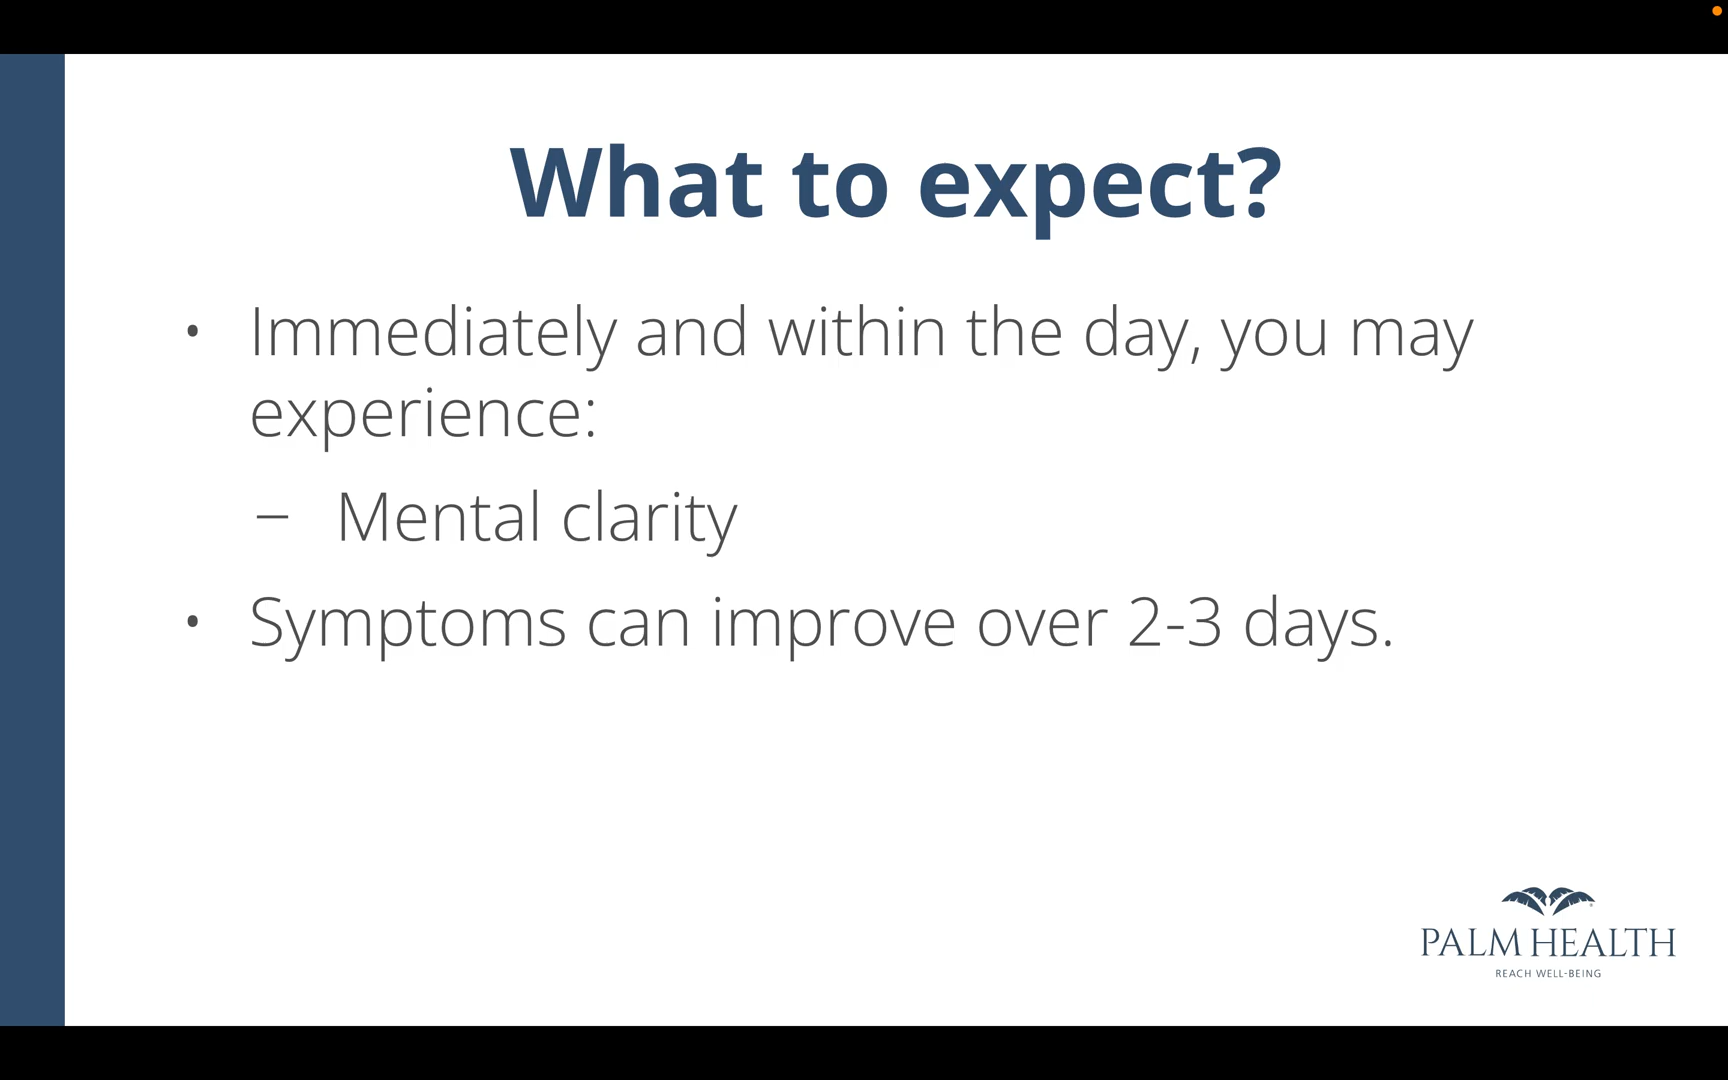 What to expect?
• Immediately and within the day, you may
experience:
– Mental clarity
• Symptoms can improve over 2-3 days.
PALM HEALTH
REACH WELL-BEING